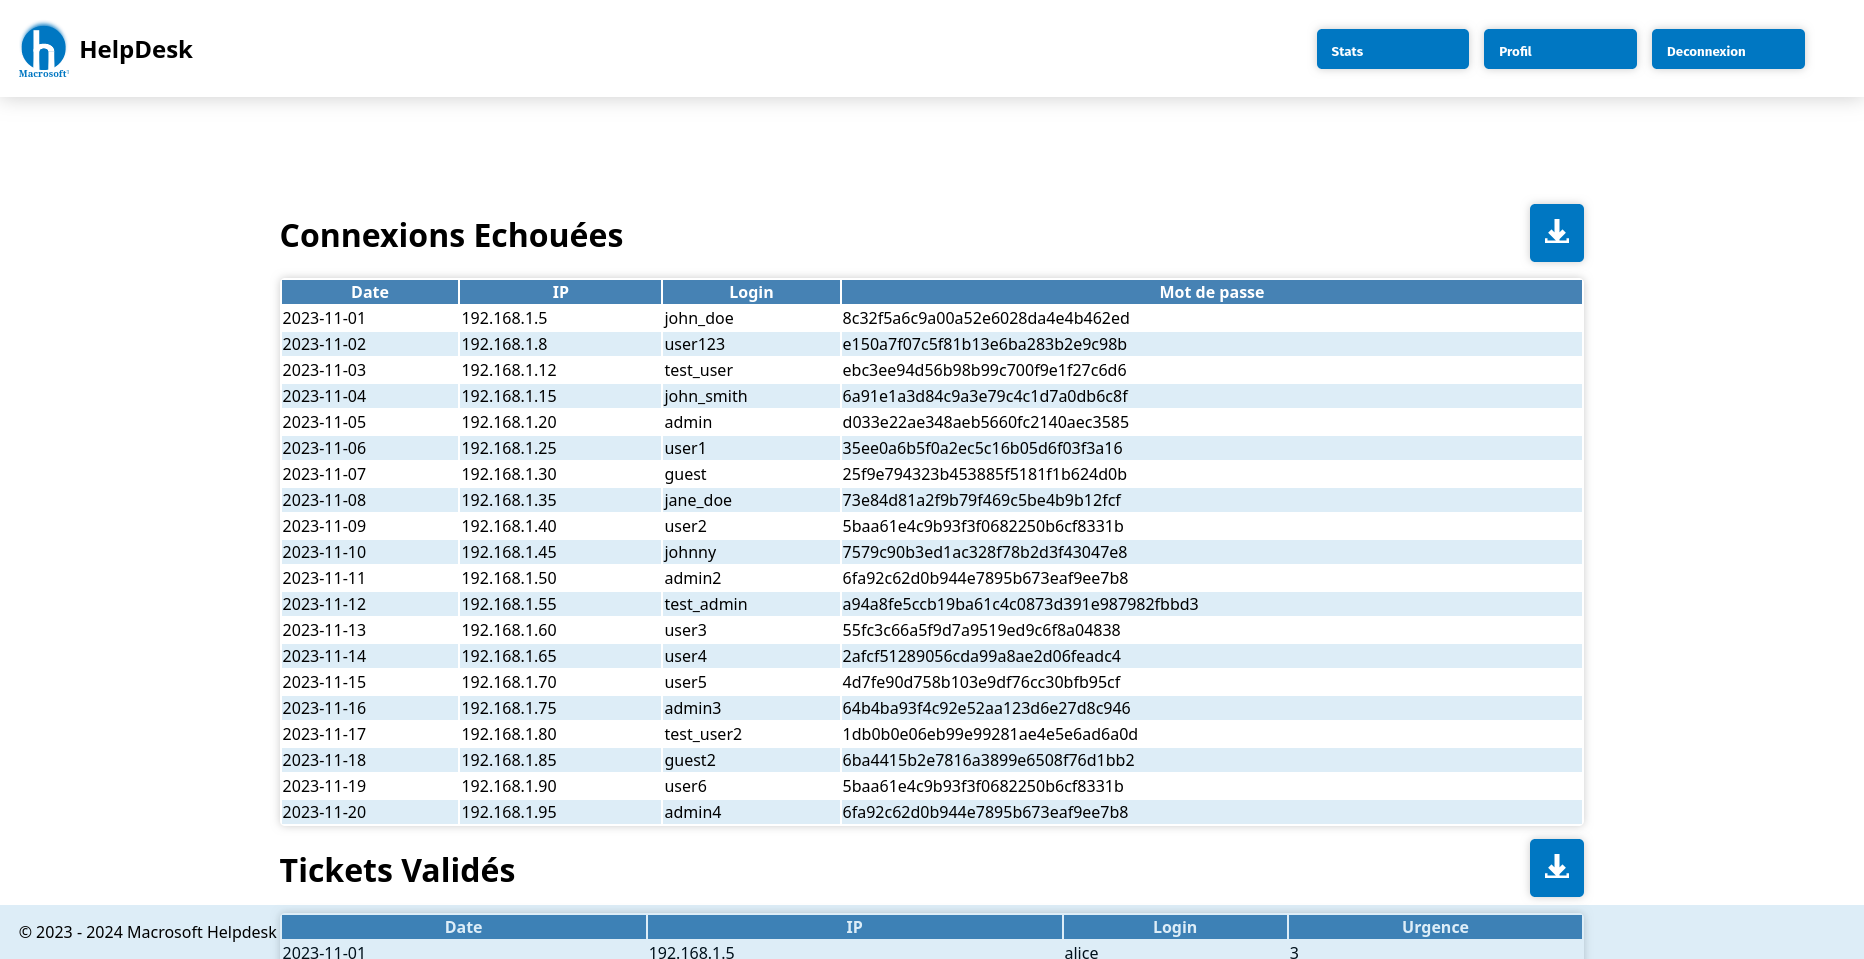 HelpDesk
Macrosoft
Stats Profil Deconnexion
Connexions Echouées
Date IP Login Mot de passe
2023-11-01 192.168.1.5 john_doe 8c32f5a6c9a00a52e6028da4e4b462ed
2023-11-02 192.168.1.8 user123 e150a7f07c5f81b13e6ba283b2e9c98b
2023-11-03 192.168.1.12 test_user ebc3ee94d56b98b99c700f9e1f27c6d6
2023-11-04 192.168.1.15 john_smith 6a91e1a3d84c9a3e79c4c1d7a0db6c8f
2023-11-05 192.168.1.20 admin d033e22ae348aeb5660fc2140aec3585
2023-11-06 192.168.1.25 user1 35ee0a6b5f0a2ec5c16b05d6f03f3a16
2023-11-07 192.168.1.30 guest 25f9e794323b453885f5181f1b624d0b
2023-11-08 192.168.1.35 jane_doe 73e84d81a2f9b79f469c5be4b9b12fcf
2023-11-09 192.168.1.40 user2 5baa61e4c9b93f3f0682250b6cf8331b
2023-11-10 192.168.1.45 johnny 7579c90b3ed1ac328f78b2d3f43047e8
2023-11-11 192.168.1.50 admin2 6fa92c62d0b944e7895b673eaf9ee7b8
2023-11-12 192.168.1.55 test_admin a94a8fe5ccb19ba61c4c0873d391e987982fbbd3
2023-11-13 192.168.1.60 user3 55fc3c66a5f9d7a9519ed9c6f8a04838
2023-11-14 192.168.1.65 user4 2afcf51289056cda99a8ae2d06feadc4
2023-11-15 192.168.1.70 user5 4d7fe90d758b103e9df76cc30bfb95cf
2023-11-16 192.168.1.75 admin3 64b4ba93f4c92e52aa123d6e27d8c946
2023-11-17 192.168.1.80 test_user2 1db0b0e06eb99e99281ae4e5e6ad6a0d
2023-11-18 192.168.1.85 guest2 6ba4415b2e7816a3899e6508f76d1bb2
2023-11-19 192.168.1.90 user6 5baa61e4c9b93f3f0682250b6cf8331b
2023-11-20 192.168.1.95 admin4 6fa92c62d0b944e7895b673eaf9ee7b8
Tickets Validés
Date IP Login Urgence
© 2023 - 2024 Macrosoft Helpdesk
2023-11-01 192.168.1.5 alice 3